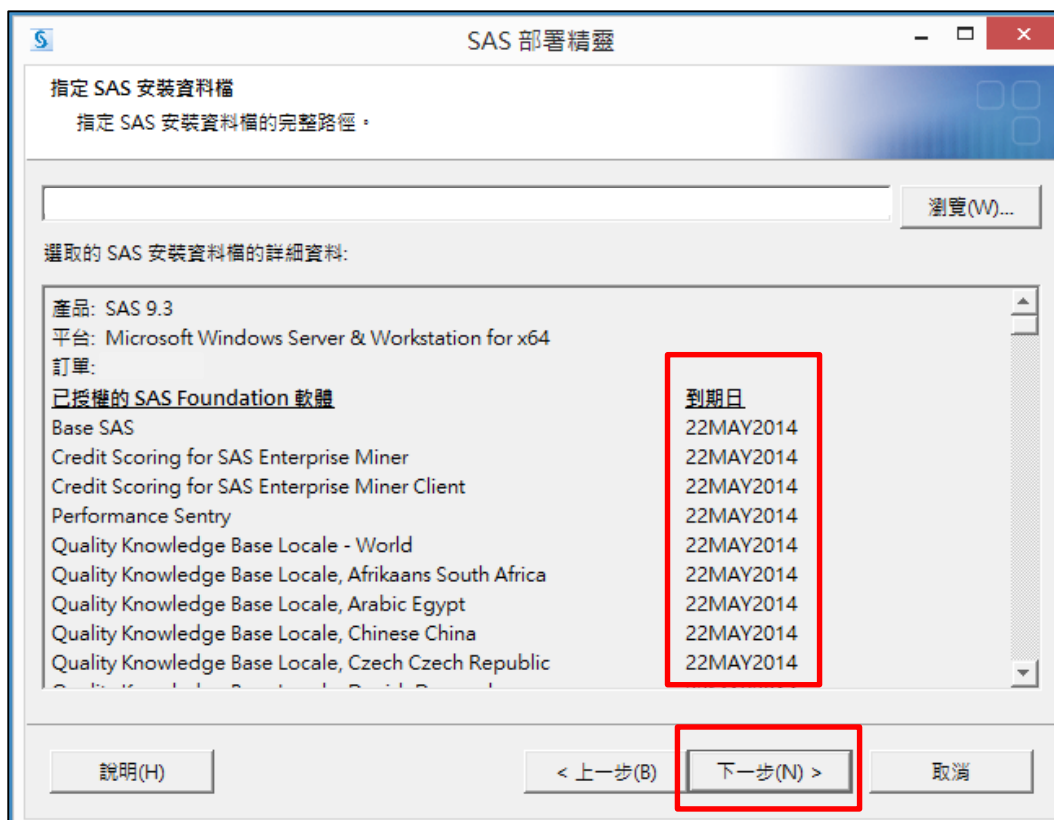 SAS 部署精靈
指定 SAS 安裝資料檔
指定 SAS 安裝資料檔的完整路徑。
瀏覽(W)...
選取的 SAS 安裝資料檔的詳細資料:
產品: SAS 9.3
平台: Microsoft Windows Server & Workstation for x64
訂單:
已授權的 SAS Foundation 軟體 到期日
Base SAS 22MAY2014
Credit Scoring for SAS Enterprise Miner 22MAY2014
Credit Scoring for SAS Enterprise Miner Client 22MAY2014
Performance Sentry 22MAY2014
Quality Knowledge Base Locale - World 22MAY2014
Quality Knowledge Base Locale, Afrikaans South Africa 22MAY2014
Quality Knowledge Base Locale, Arabic Egypt 22MAY2014
Quality Knowledge Base Locale, Chinese China 22MAY2014
Quality Knowledge Base Locale, Czech Czech Republic 22MAY2014
說明(H) < 上一步(B) 下一步(N) > 取消